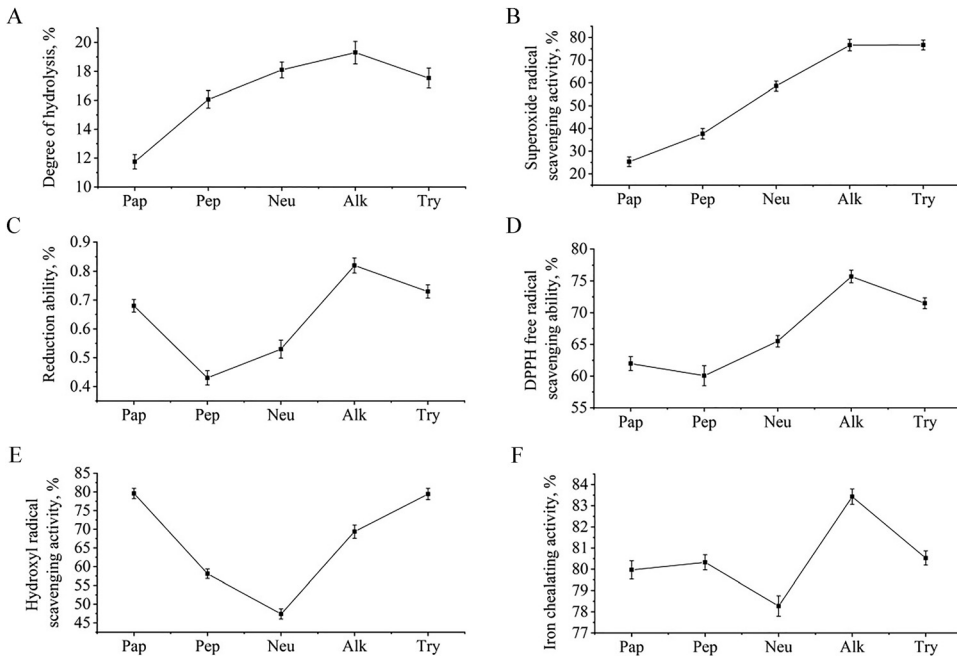 A
Degree of hydrolysis, %
20
18
16
14
12
10
Pap Pep Neu Alk Try
B
Superoxide radical
scavenging activity, %
80
70
60
50
40
30
20
Pap Pep Neu Alk Try
C
Reduction ability, %
0.9
0.8
0.7
0.6
0.5
0.4
Pap Pep Neu Alk Try
D
DPPH free radical
scavenging ability, %
80
75
70
65
60
55
Pap Pep Neu Alk Try
E
Hydroxyl radical
scavenging activity, %
85
80
75
70
65
60
55
50
45
Pap Pep Neu Alk Try
F
Iron chealating activity, %
84
83
82
81
80
79
78
77
Pap Pep Neu Alk Try